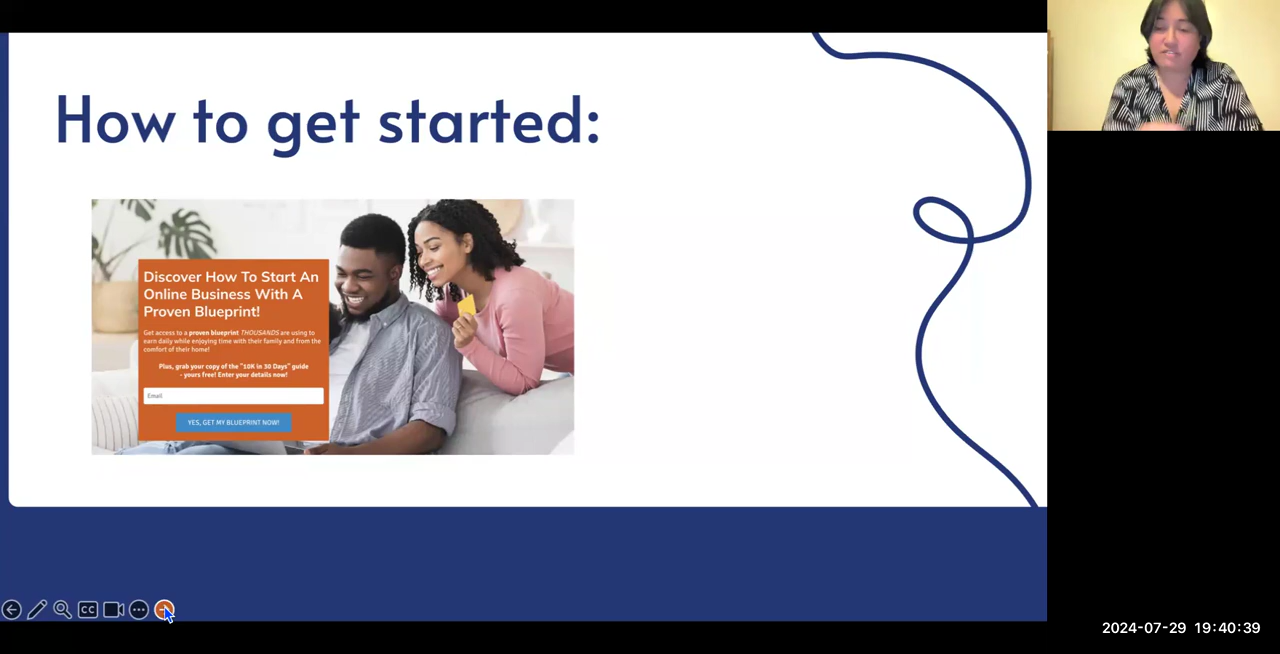 How to get started:
Discover How To Start An
Online Business With A
Proven Blueprint!
Get access to a proven blueprint THOUSANDS are using to
earn daily while enjoying time with their family and from the
comfort of their home!
Plus, grab your copy of the "10K in 30 Days" guide
- yours free! Enter your details now!
Email
YES, GET MY BLUEPRINT NOW!
CC
2024-07-29 19:40:39